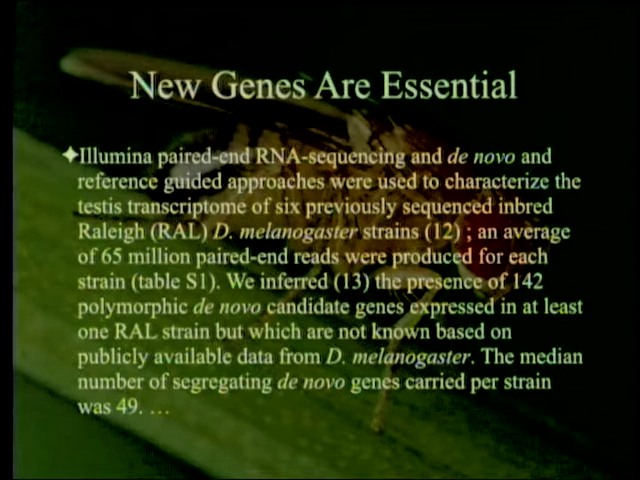 New Genes Are Essential
✦Illumina paired-end RNA-sequencing and de novo and
reference guided approaches were used to characterize the
testis transcriptome of six previously sequenced inbred
Raleigh (RAL) D. melanogaster strains (12) ; an average
of 65 million paired-end reads were produced for each
strain (table S1). We inferred (13) the presence of 142
polymorphic de novo candidate genes expressed in at least
one RAL strain but which are not known based on
publicly available data from D. melanogaster. The median
number of segregating de novo genes carried per strain
was 49. …